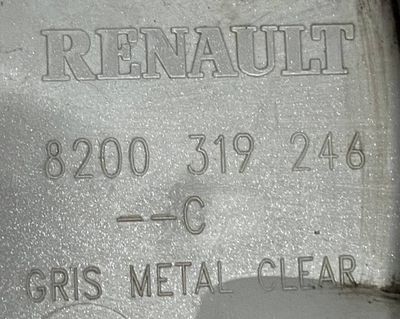 RENAULT
8200 319 246
--C
GRIS METAL CLEAR